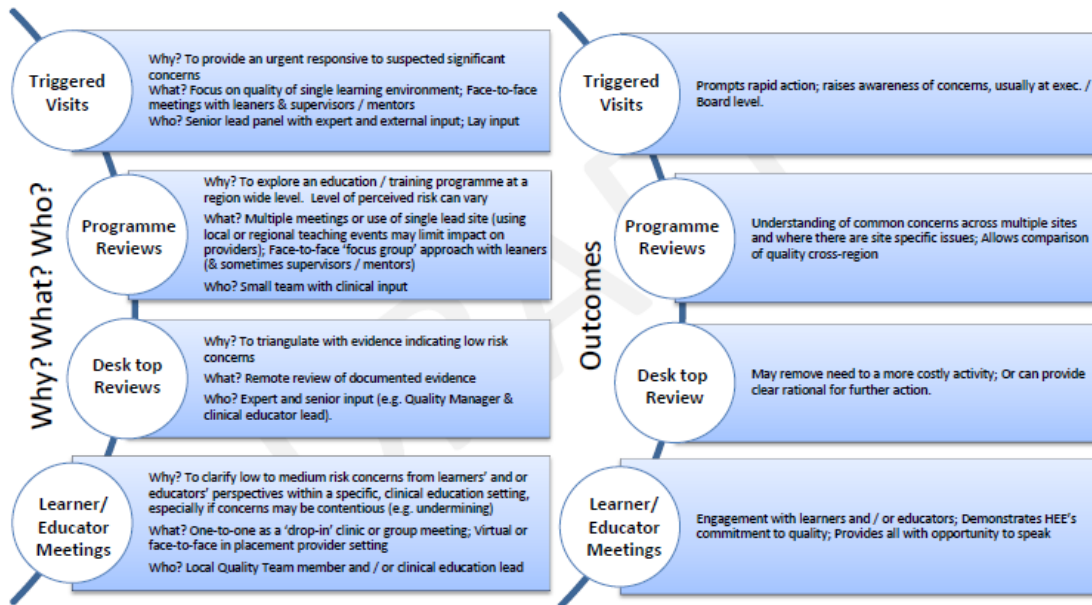 Why? What? Who?
Triggered
Visits
Why? To provide an urgent responsive to suspected significant
concerns
What? Focus on quality of single learning environment; Face-to-face
meetings with leaners & supervisors / mentors
Who? Senior lead panel with expert and external input; Lay input
Programme
Reviews
Why? To explore an education / training programme at a
region wide level. Level of perceived risk can vary
What? Multiple meetings or use of single lead site (using
local or regional teaching events may limit impact on
providers); Face-to-face 'focus group' approach with leaners
(& sometimes supervisors / mentors)
Who? Small team with clinical input
Desk top
Reviews
Why? To triangulate with evidence indicating low risk
concerns
What? Remote review of documented evidence
Who? Expert and senior input (e.g. Quality Manager &
clinical educator lead).
Learner/
Educator
Meetings
Why? To clarify low to medium risk concerns from learners' and or
educators' perspectives within a specific, clinical education setting,
especially if concerns may be contentious (e.g. undermining)
What? One-to-one as a 'drop-in' clinic or group meeting; Virtual or
face-to-face in placement provider setting
Who? Local Quality Team member and / or clinical education lead
Outcomes
Triggered
Visits
Prompts rapid action; raises awareness of concerns, usually at exec. /
Board level.
Programme
Reviews
Understanding of common concerns across multiple sites
and where there are site specific issues; Allows comparison
of quality cross-region
Desk top
Review
May remove need to a more costly activity; Or can provide
clear rational for further action.
Learner/
Educator
Meetings
Engagement with learners and / or educators; Demonstrates HEE's
commitment to quality; Provides all with opportunity to speak